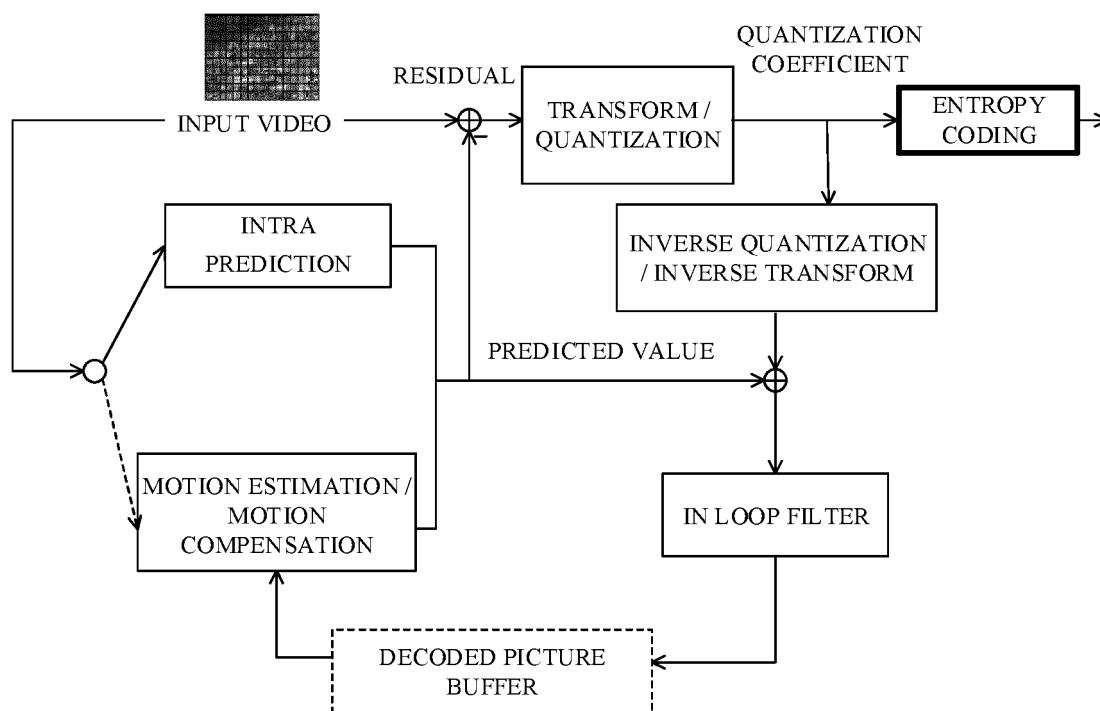 QUANTIZATION
COEFFICIENT
RESIDUAL
INPUT VIDEO
TRANSFORM /
QUANTIZATION
ENTROPY
CODING
INTRA
PREDICTION
INVERSE QUANTIZATION
/ INVERSE TRANSFORM
PREDICTED VALUE
MOTION ESTIMATION /
MOTION
COMPENSATION
IN LOOP FILTER
DECODED PICTURE
BUFFER